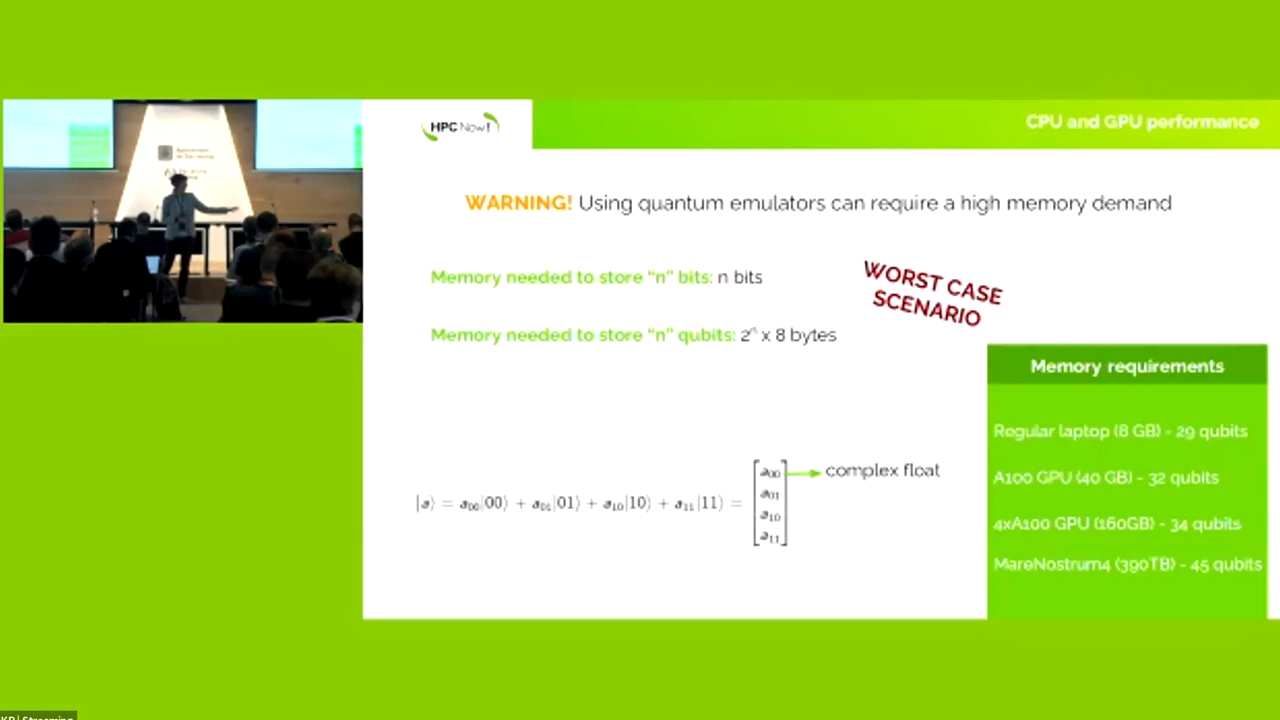 HPC Now!
CPU and GPU performance
WARNING! Using quantum emulators can require a high memory demand
Memory needed to store “n” bits: n bits
WORST CASE
SCENARIO
Memory needed to store “n” qubits: 2ⁿ x 8 bytes
Memory requirements
Regular laptop (8 GB) - 29 qubits
A100 GPU (40 GB) - 32 qubits
4xA100 GPU (160GB) - 34 qubits
MareNostrum4 (390TB) - 45 qubits
|a⟩ = a₀₀|00⟩ + a₀₁|01⟩ + a₁₀|10⟩ + a₁₁|11⟩ =
a₀₀
a₀₁
a₁₀
a₁₁
complex float